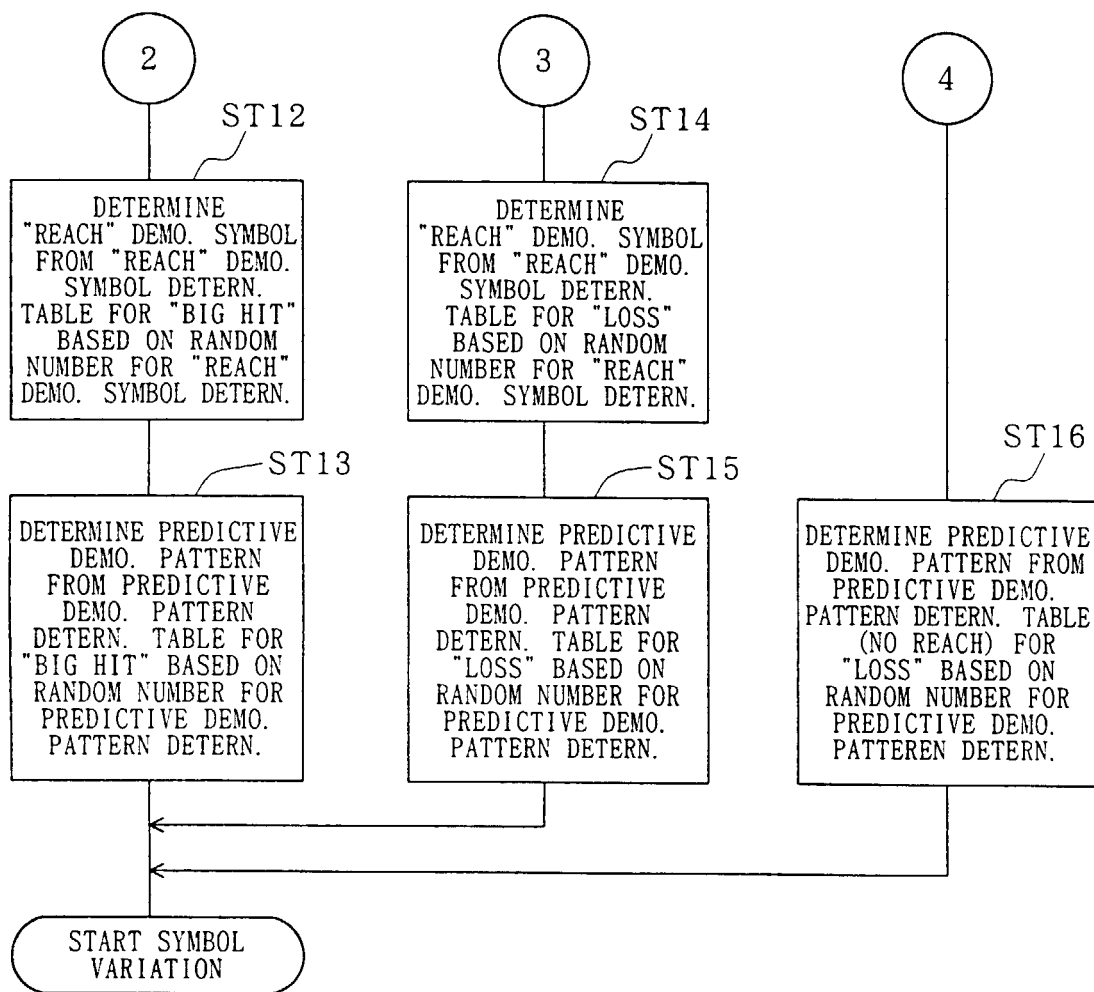 2
3
4
ST12
ST14
DETERMINE
"REACH" DEMO. SYMBOL
FROM "REACH" DEMO.
SYMBOL DETERN.
TABLE FOR "BIG HIT"
BASED ON RANDOM
NUMBER FOR "REACH"
DEMO. SYMBOL DETERN.
DETERMINE
"REACH" DEMO. SYMBOL
FROM "REACH" DEMO.
SYMBOL DETERN.
TABLE FOR "LOSS"
BASED ON RANDOM
NUMBER FOR "REACH"
DEMO. SYMBOL DETERN.
ST13
ST15
ST16
DETERMINE PREDICTIVE
DEMO. PATTERN
FROM PREDICTIVE
DEMO. PATTERN
DETERN. TABLE FOR
"BIG HIT" BASED ON
RANDOM NUMBER FOR
PREDICTIVE DEMO.
PATTERN DETERN.
DETERMINE PREDICTIVE
DEMO. PATTERN
FROM PREDICTIVE
DEMO. PATTERN
DETERN. TABLE FOR
"LOSS" BASED ON
RANDOM NUMBER FOR
PREDICTIVE DEMO.
PATTERN DETERN.
DETERMINE PREDICTIVE
DEMO. PATTERN FROM
PREDICTIVE DEMO.
PATTERN DETERN. TABLE
(NO REACH) FOR
"LOSS" BASED ON
RANDOM NUMBER FOR
PREDICTIVE DEMO.
PATTEREN DETERN.
START SYMBOL
VARIATION